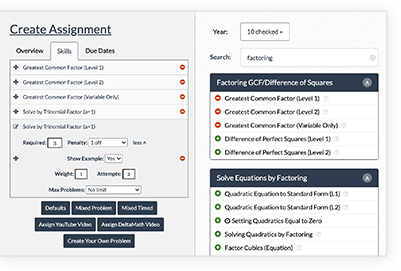 Create Assignment
Overview
Skills
Due Dates
Greatest Common Factor (Level 1)
Greatest Common Factor (Level 2)
Greatest Common Factor (Variable Only)
Solve by Trinomial Factor (a=1)
Solve by Trinomial Factor (a>1)
Required: 3 Penalty: 1 off less
Show Example: Yes
Weight: 1 Attempts: 2
Max Problems: No limit
Defaults
Mixed Problem
Mixed Timed
Assign YouTube Video
Assign DeltaMath Video
Create Your Own Problem
Year: 10 checked
Search: factoring
Factoring GCF/Difference of Squares A
Greatest Common Factor (Level 1)
Greatest Common Factor (Level 2)
Greatest Common Factor (Variable Only)
Difference of Perfect Squares (Level 1)
Difference of Perfect Squares (Level 2)
Solve Equations by Factoring A
Quadratic Equation to Standard Form (L1)
Quadratic Equation to Standard Form (L2)
Setting Quadratics Equal to Zero
Solving Quadratics by Factoring
Factor Cubics (Equation)